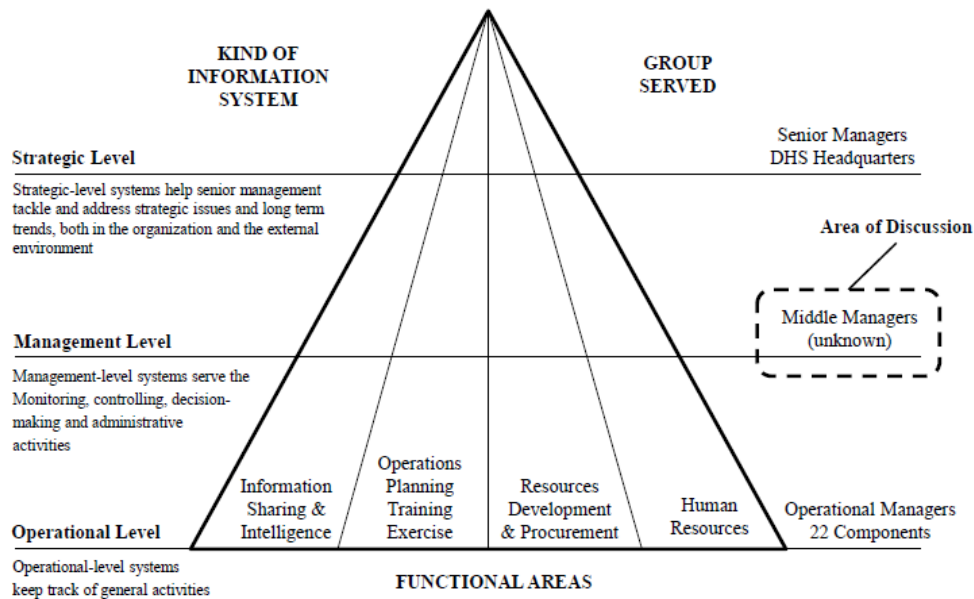 KIND OF
INFORMATION
SYSTEM
GROUP
SERVED
Strategic Level
Senior Managers
DHS Headquarters
Strategic-level systems help senior management
tackle and address strategic issues and long term
trends, both in the organization and the external
environment
Area of Discussion
Management Level
Middle Managers
(unknown)
Management-level systems serve the
Monitoring, controlling, decision-
making and administrative
activities
Information
Sharing &
Intelligence
Operations
Planning
Training
Exercise
Resources
Development
& Procurement
Human
Resources
Operational Level
Operational Managers
22 Components
Operational-level systems
keep track of general activities
FUNCTIONAL AREAS